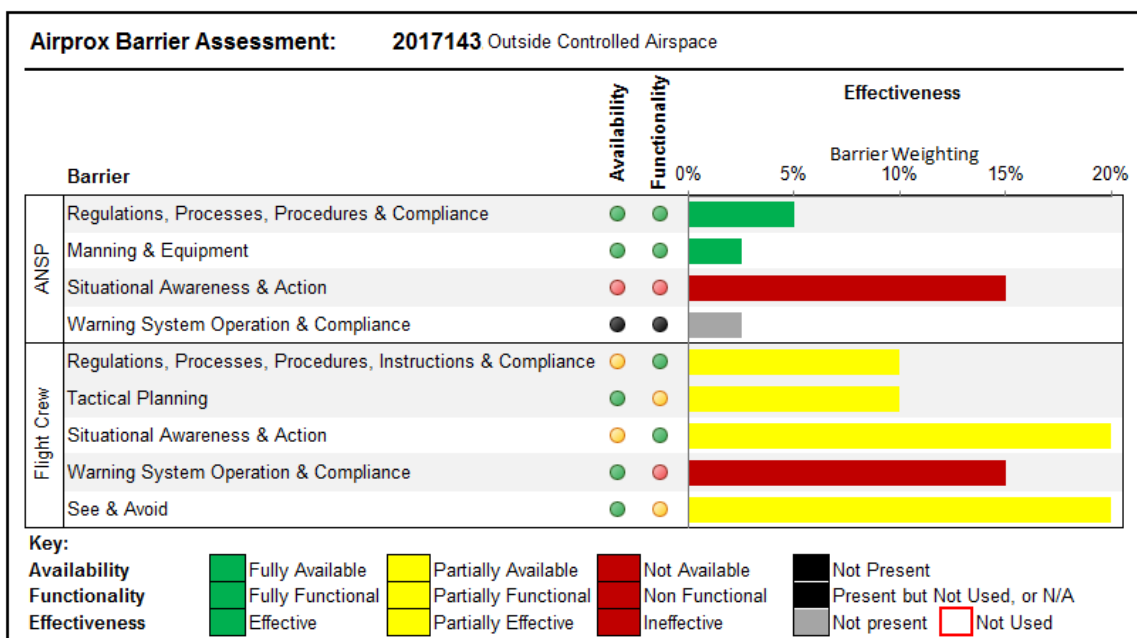 Airprox Barrier Assessment: 2017143 Outside Controlled Airspace
Availability
Functionality
Effectiveness
Barrier Weighting
Barrier
0% 5% 10% 15% 20%
ANSP
Regulations, Processes, Procedures & Compliance
Manning & Equipment
Situational Awareness & Action
Warning System Operation & Compliance
Flight Crew
Regulations, Processes, Procedures, Instructions & Compliance
Tactical Planning
Situational Awareness & Action
Warning System Operation & Compliance
See & Avoid
Key:
Availability Fully Available Partially Available Not Available Not Present
Functionality Fully Functional Partially Functional Non Functional Present but Not Used, or N/A
Effectiveness Effective Partially Effective Ineffective Not present Not Used